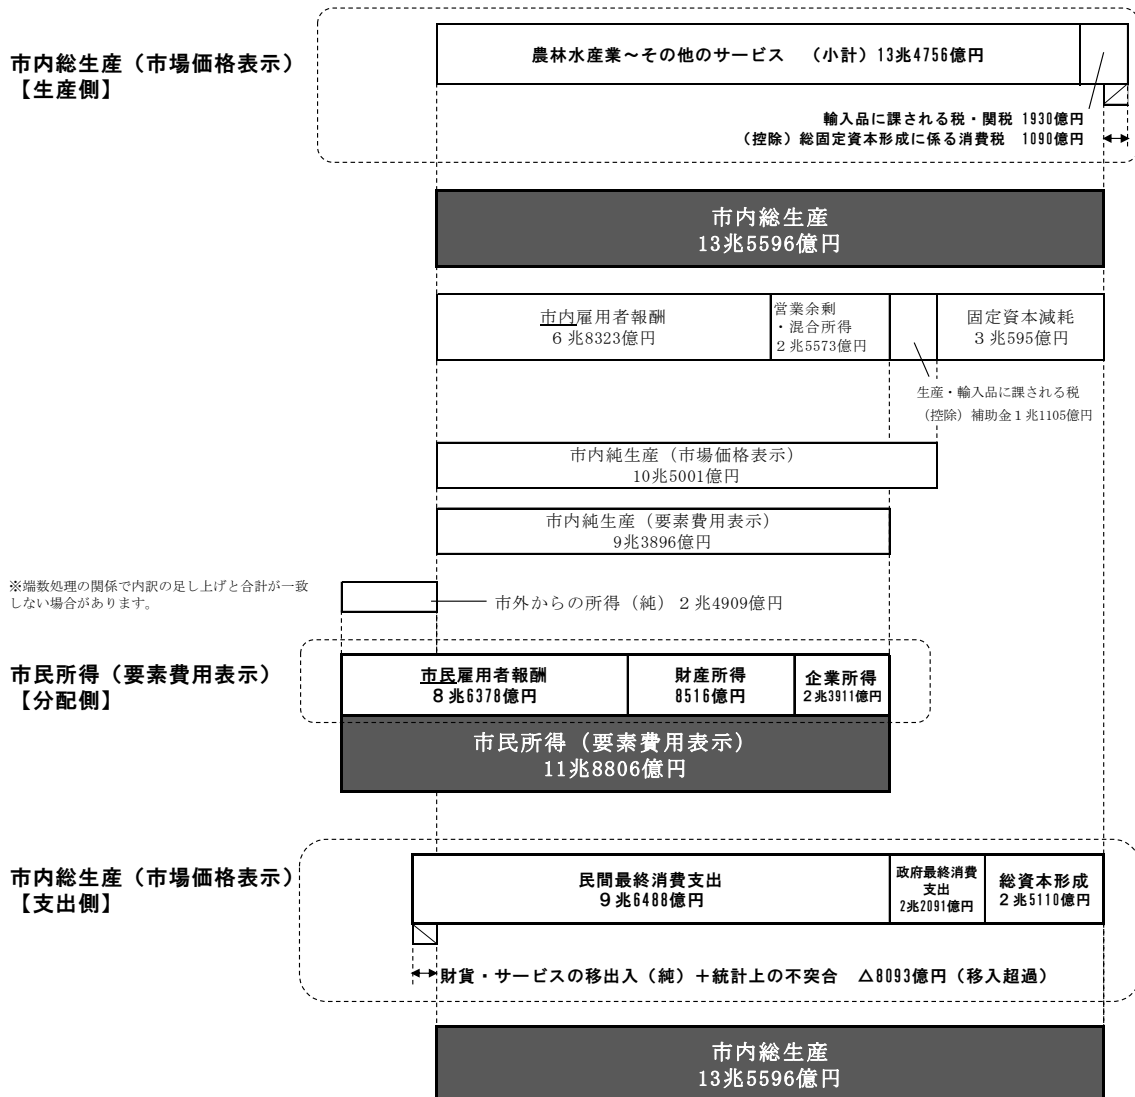 市内総生産（市場価格表示）
【生産側】
農林水産業～その他のサービス　（小計）13兆4756億円
輸入品に課される税・関税 1930億円
（控除）総固定資本形成に係る消費税　1090億円
市内総生産
13兆5596億円
市内雇用者報酬
6 兆8323億円
営業余剰
・混合所得
2 兆5573億円
固定資本減耗
3 兆595億円
生産・輸入品に課される税
（控除）補助金 1 兆1105億円
市内純生産（市場価格表示）
10兆5001億円
市内純生産（要素費用表示）
9兆3896億円
※端数処理の関係で内訳の足し上げと合計が一致
しない場合があります。
市外からの所得（純） 2 兆4909億円
市民所得（要素費用表示）
【分配側】
市民雇用者報酬
8 兆6378億円
財産所得
8516億円
企業所得
2 兆3911億円
市民所得（要素費用表示）
11兆8806億円
市内総生産（市場価格表示）
【支出側】
民間最終消費支出
9 兆6488億円
政府最終消費
支出
2兆2091億円
総資本形成
2 兆5110億円
財貨・サービスの移出入（純）＋統計上の不突合　△8093億円（移入超過）
市内総生産
13兆5596億円